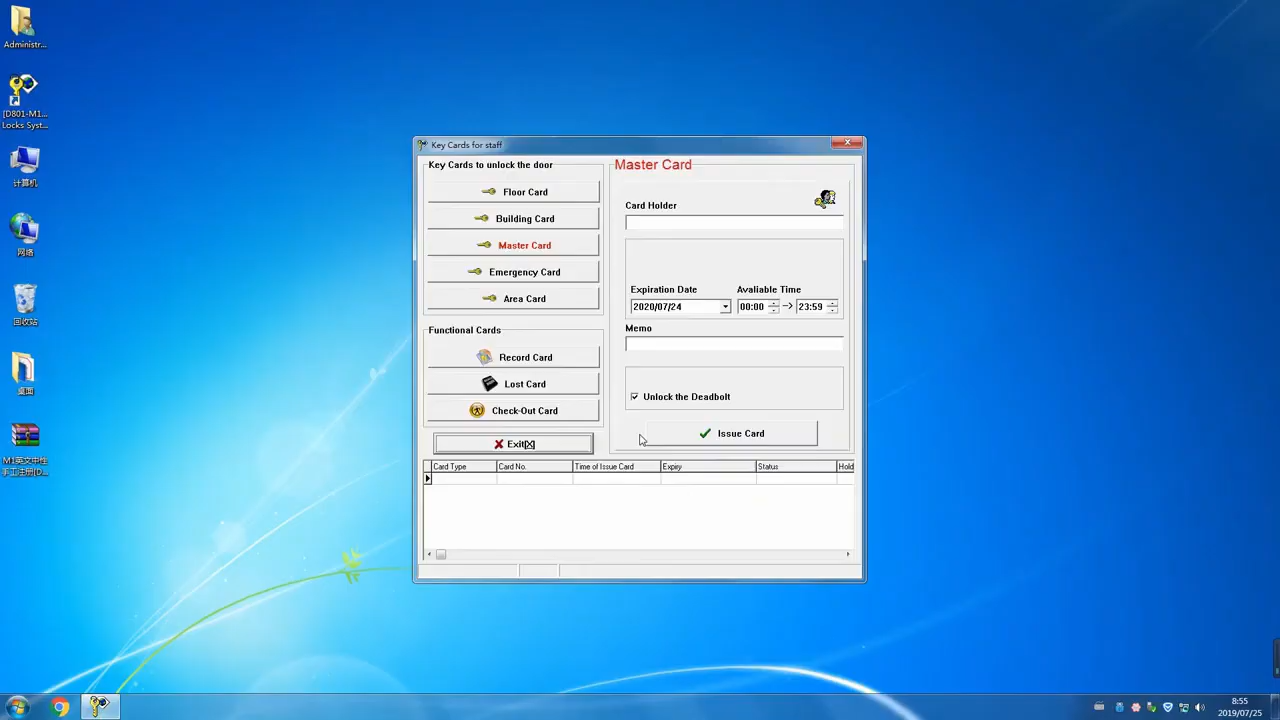 Administr...
[D801-M1...
Locks Syst...
计算机
网络
回收站
桌面
Key Cards for staff
Key Cards to unlock the door
Floor Card
Building Card
Master Card
Emergency Card
Area Card
Functional Cards
Record Card
Lost Card
Check-Out Card
Exit[X]
Master Card
Card Holder
Expiration Date Avaliable Time
2020/07/24 00:00 -> 23:59
Memo
Unlock the Deadbolt
Issue Card
Card Type Card No. Time of Issue Card Expiry Status Hold
8:55
2019/07/25